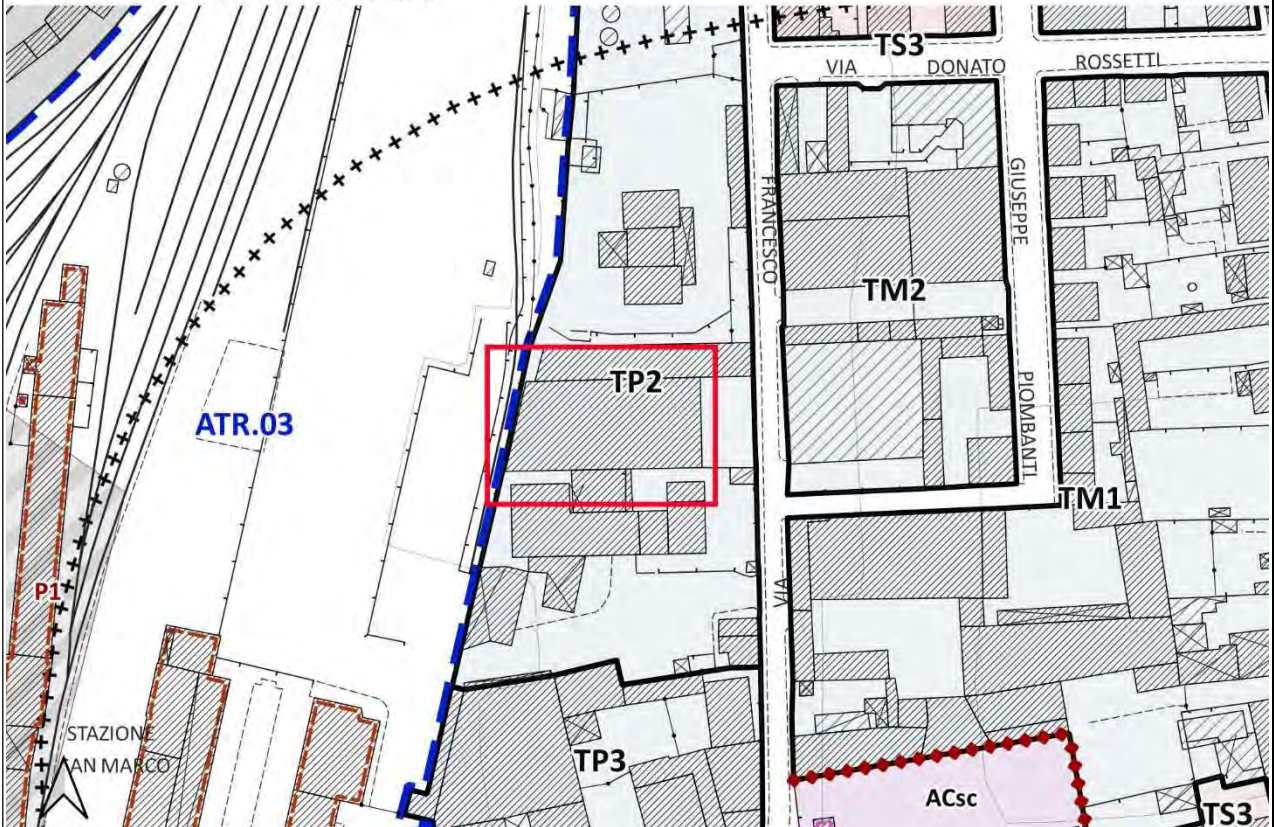 TS3
VIA DONATO ROSSETTI
FRANCESCO
GIUSEPPE
TM2
TP2
PIOMBANTI
ATR.03
TM1
P1
VIA
STAZIONE
SAN MARCO
TP3
ACsc
TS3